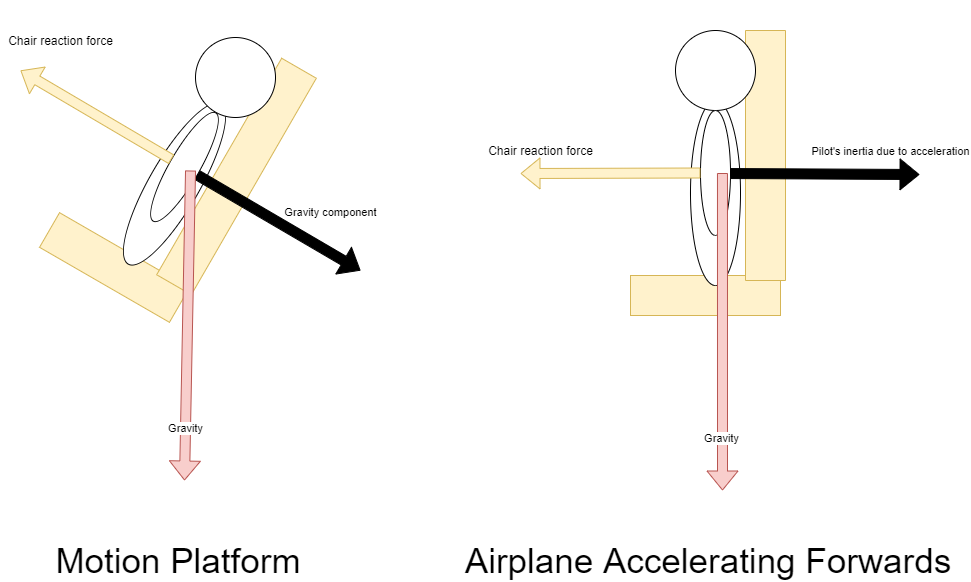 Chair reaction force
Gravity component
Gravity
Motion Platform
Chair reaction force
Pilot's inertia due to acceleration
Gravity
Airplane Accelerating Forwards